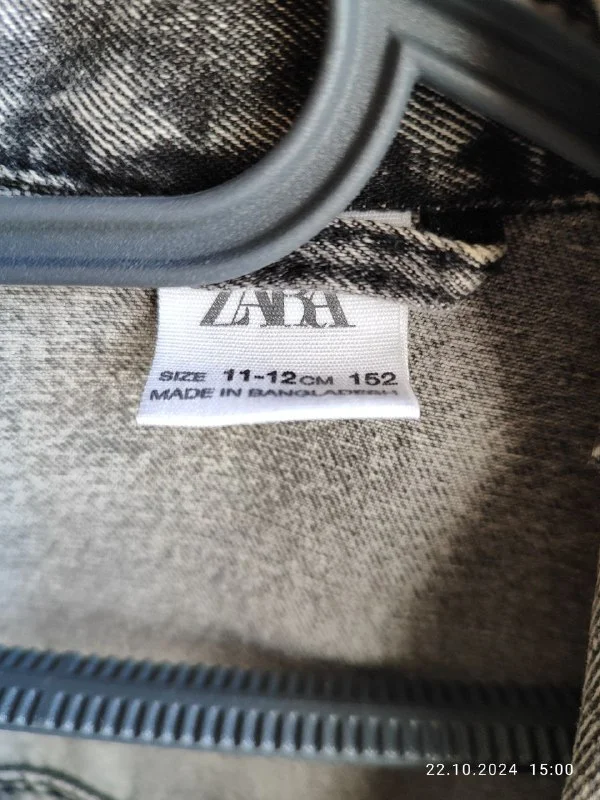 ZARA
SIZE 11-12 CM 152
MADE IN BANGLADESH
22.10.2024 15:00